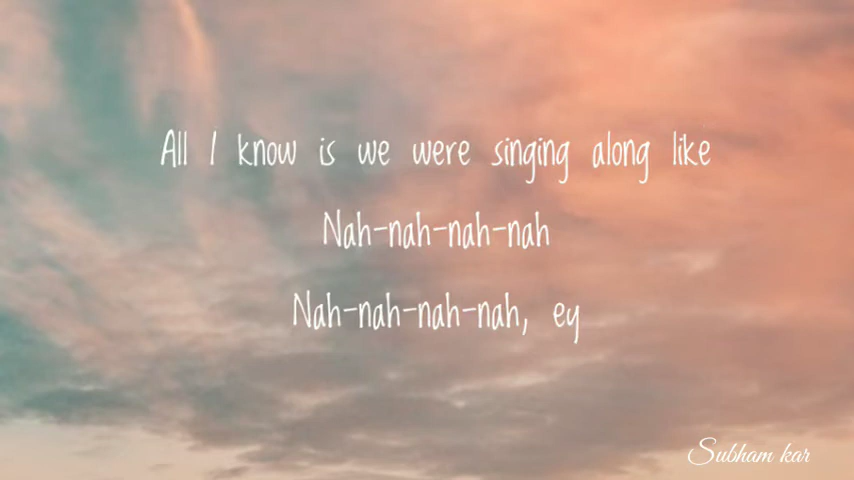 All I know is we were singing along like
Nah-nah-nah-nah
Nah-nah-nah-nah, ey
Subham kar